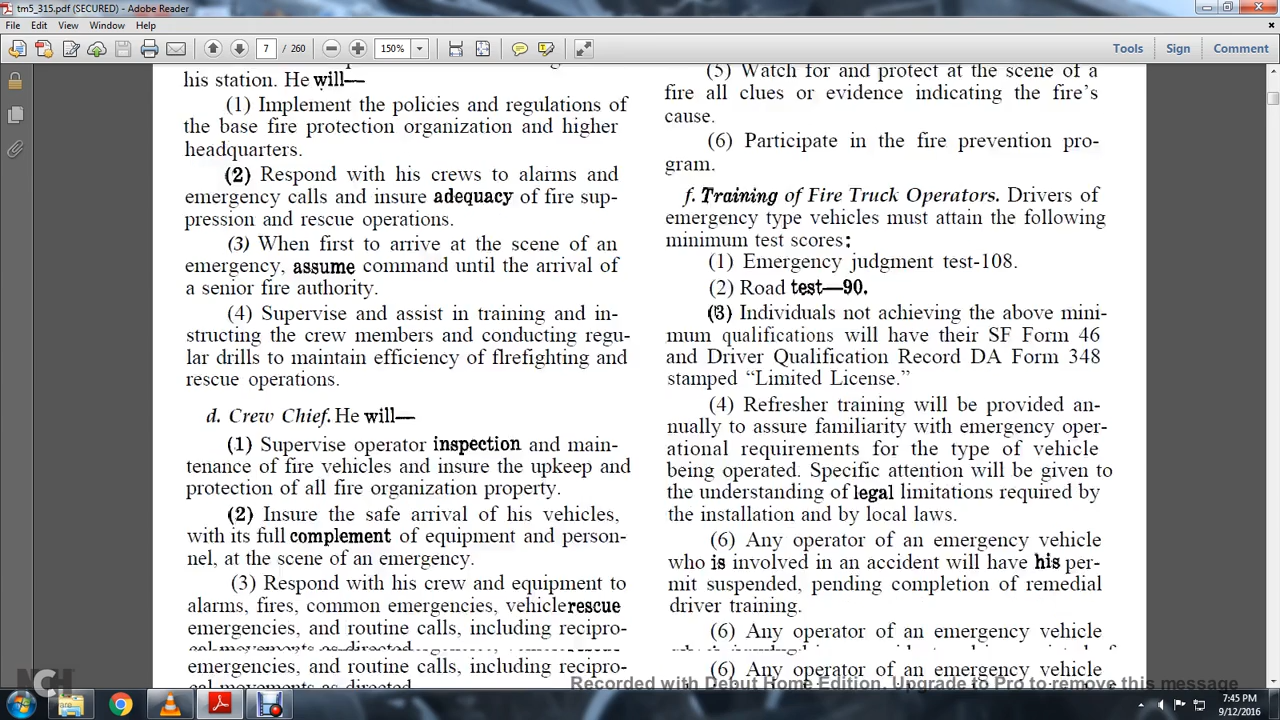 tm5_315.pdf (SECURED) - Adobe Reader
File Edit View Window Help
7 / 260
150%
Tools Sign Comment
his station. He will—
(1) Implement the policies and regulations of
the base fire protection organization and higher
headquarters.
(2) Respond with his crews to alarms and
emergency calls and insure adequacy of fire sup-
pression and rescue operations.
(3) When first to arrive at the scene of an
emergency, assume command until the arrival of
a senior fire authority.
(4) Supervise and assist in training and in-
structing the crew members and conducting regu-
lar drills to maintain efficiency of flrefighting and
rescue operations.
d. Crew Chief. He will—
(1) Supervise operator inspection and main-
tenance of fire vehicles and insure the upkeep and
protection of all fire organization property.
(2) Insure the safe arrival of his vehicles,
with its full complement of equipment and person-
nel, at the scene of an emergency.
(3) Respond with his crew and equipment to
alarms, fires, common emergencies, vehicle rescue
emergencies, and routine calls, including recipro-
cal movements as directed.
emergencies, and routine calls, including recipro-
cal movements as directed.
(5) Watch for and protect at the scene of a
fire all clues or evidence indicating the fire's
cause.
(6) Participate in the fire prevention pro-
gram.
f. Training of Fire Truck Operators. Drivers of
emergency type vehicles must attain the following
minimum test scores:
(1) Emergency judgment test-108.
(2) Road test—90.
(3) Individuals not achieving the above mini-
mum qualifications will have their SF Form 46
and Driver Qualification Record DA Form 348
stamped “Limited License.”
(4) Refresher training will be provided an-
nually to assure familiarity with emergency oper-
ational requirements for the type of vehicle
being operated. Specific attention will be given to
the understanding of legal limitations required by
the installation and by local laws.
(6) Any operator of an emergency vehicle
who is involved in an accident will have his per-
mit suspended, pending completion of remedial
driver training.
(6) Any operator of an emergency vehicle
(6) Any operator of an emergency vehicle
Recorded with Debut Home Edition. Upgrade to Pro to remove this message
NCH
7:45 PM
9/12/2016